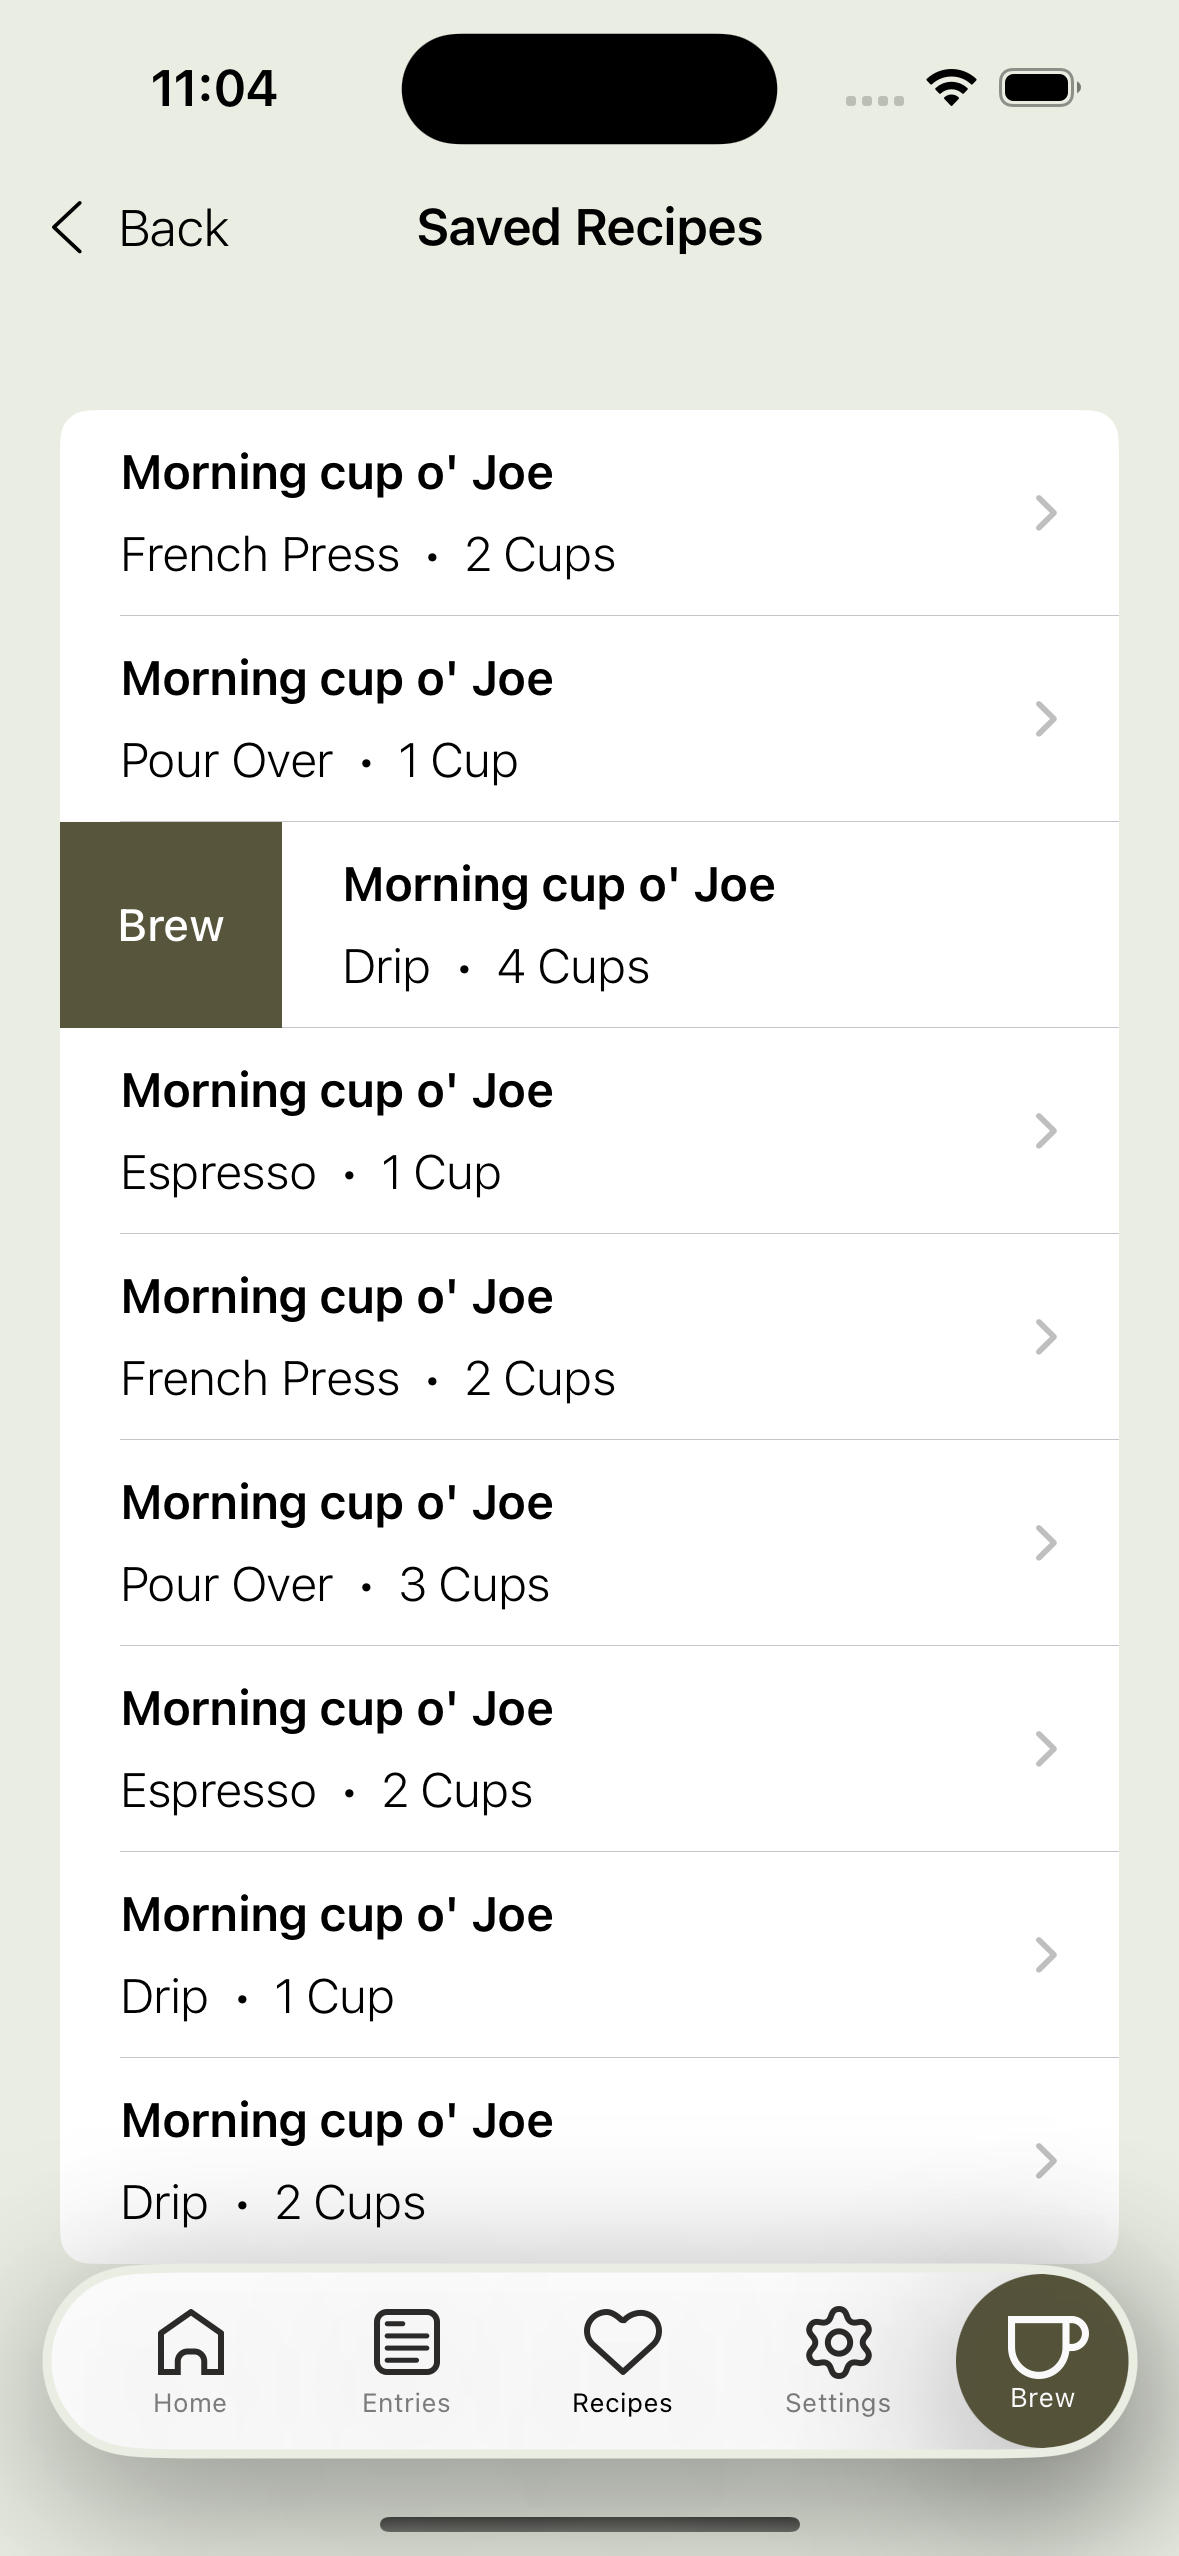 11:04
Back
Saved Recipes
Morning cup o' Joe
French Press • 2 Cups
Morning cup o' Joe
Pour Over • 1 Cup
Brew
Morning cup o' Joe
Drip • 4 Cups
Morning cup o' Joe
Espresso • 1 Cup
Morning cup o' Joe
French Press • 2 Cups
Morning cup o' Joe
Pour Over • 3 Cups
Morning cup o' Joe
Espresso • 2 Cups
Morning cup o' Joe
Drip • 1 Cup
Morning cup o' Joe
Drip • 2 Cups
Home
Entries
Recipes
Settings
Brew